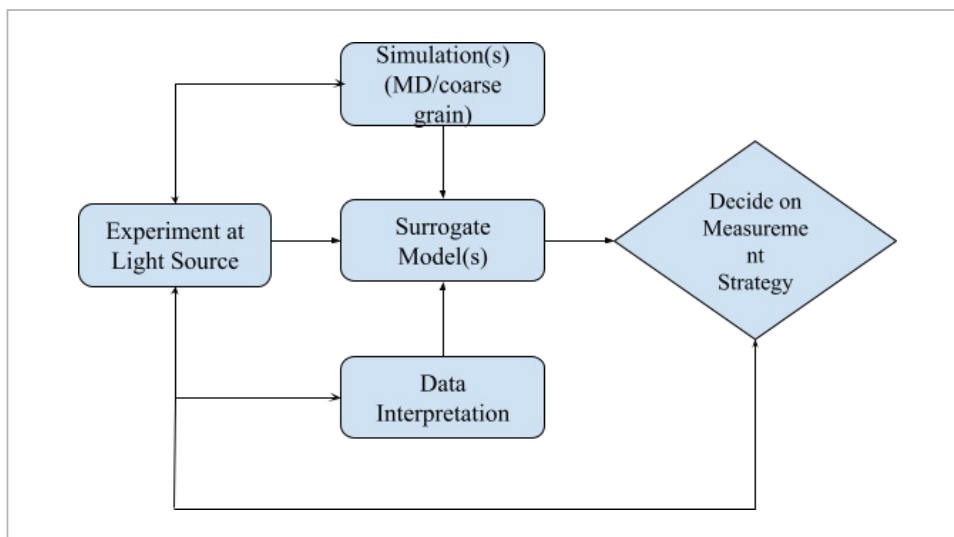 Simulation(s)
(MD/coarse
grain)
Experiment at
Light Source
Surrogate
Model(s)
Decide on
Measureme
nt
Strategy
Data
Interpretation